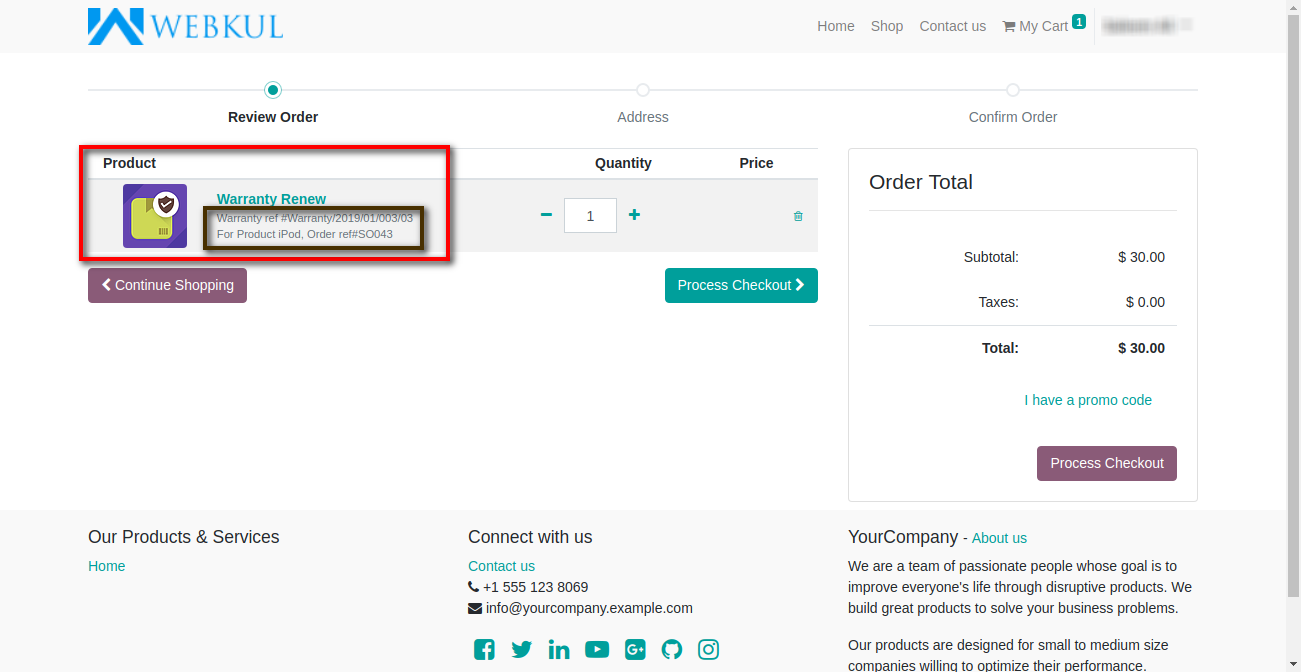 WEBKUL
Home
Shop
Contact us
My Cart 1
Review Order
Address
Confirm Order
Product
Quantity
Price
Warranty Renew
Warranty ref #Warranty/2019/01/003/03
For Product iPod, Order ref#SO043
1
Continue Shopping
Process Checkout
Order Total
Subtotal: $ 30.00
Taxes: $ 0.00
Total: $ 30.00
I have a promo code
Process Checkout
Our Products & Services
Home
Connect with us
Contact us
+1 555 123 8069
info@yourcompany.example.com
YourCompany - About us
We are a team of passionate people whose goal is to
improve everyone's life through disruptive products. We
build great products to solve your business problems.
Our products are designed for small to medium size
companies willing to optimize their performance.